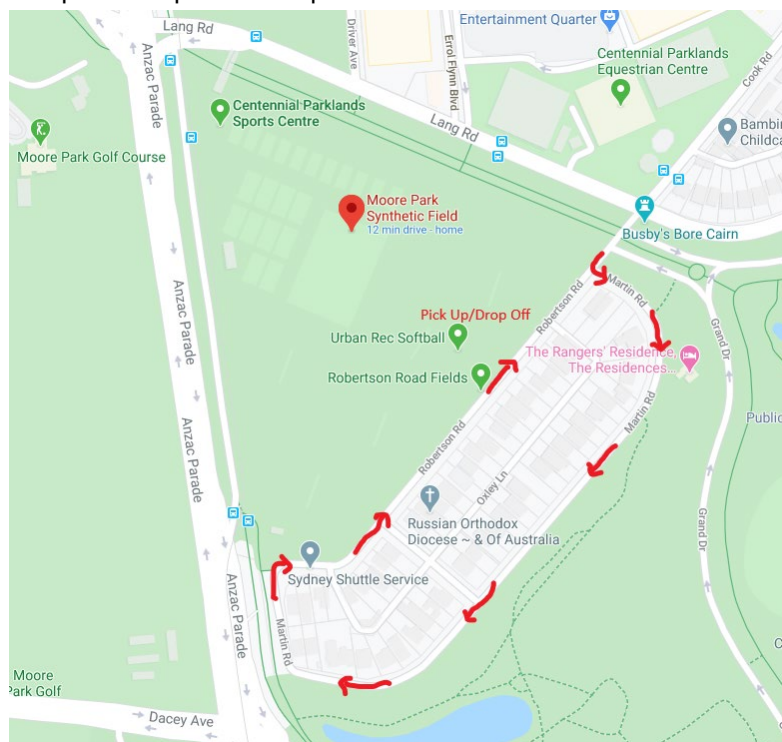 Lang Rd
Driver Ave
Errol Flynn Blvd
Entertainment Quarter
Centennial Parklands
Equestrian Centre
Cook Rd
Anzac Parade
Centennial Parklands
Sports Centre
Moore Park Golf Course
Lang Rd
Bambin
Childca
Moore Park
Synthetic Field
12 min drive - home
Busby's Bore Cairn
Anzac Parade
Pick Up/Drop Off
Robertson Rd
Martin Rd
Urban Rec Softball
Robertson Road Fields
The Rangers' Residence,
The Residences...
Grand Dr
Anzac Parade
Robertson Rd
Martin Rd
Public
Oxley Ln
Russian Orthodox
Diocese ~ & Of Australia
Grand Dr
Sydney Shuttle Service
Anzac Parade
Martin Rd
Moore
Park Golf
Dacey Ave